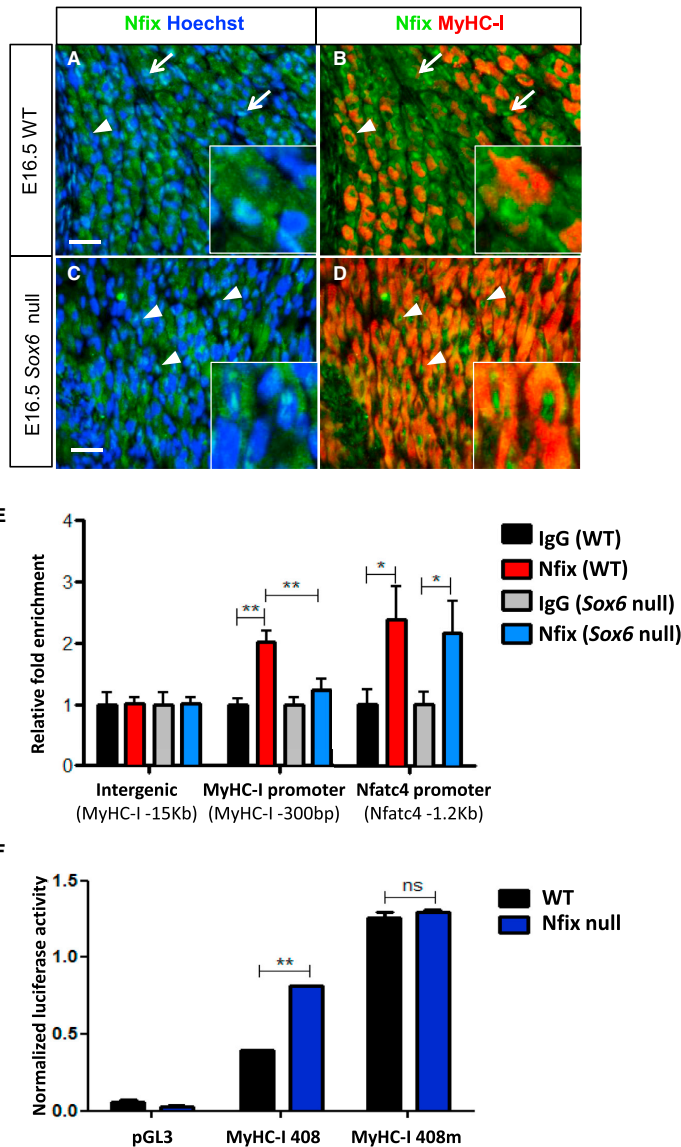 Nfix Hoechst
Nfix MyHC-I
E16.5 WT
A
B
E16.5 Sox6 null
C
D
E
Relative fold enrichment
4
3
2
1
0
**
**
*
*
IgG (WT)
Nfix (WT)
IgG (Sox6 null)
Nfix (Sox6 null)
Intergenic
(MyHC-I -15Kb)
MyHC-I promoter
(MyHC-I -300bp)
Nfatc4 promoter
(Nfatc4 -1.2Kb)
F
Normalized luciferase activity
1.5
1.0
0.5
0.0
**
ns
WT
Nfix null
pGL3
MyHC-I 408
MyHC-I 408m